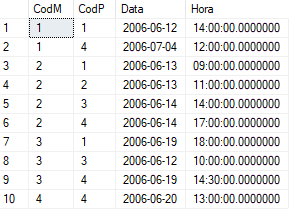 CodM CodP Data Hora
1 1 1 2006-06-12 14:00:00.0000000
2 1 4 2006-07-04 12:00:00.0000000
3 2 1 2006-06-13 09:00:00.0000000
4 2 2 2006-06-13 11:00:00.0000000
5 2 3 2006-06-14 14:00:00.0000000
6 2 4 2006-06-14 17:00:00.0000000
7 3 1 2006-06-19 18:00:00.0000000
8 3 3 2006-06-12 10:00:00.0000000
9 3 4 2006-06-19 14:30:00.0000000
10 4 4 2006-06-20 13:00:00.0000000